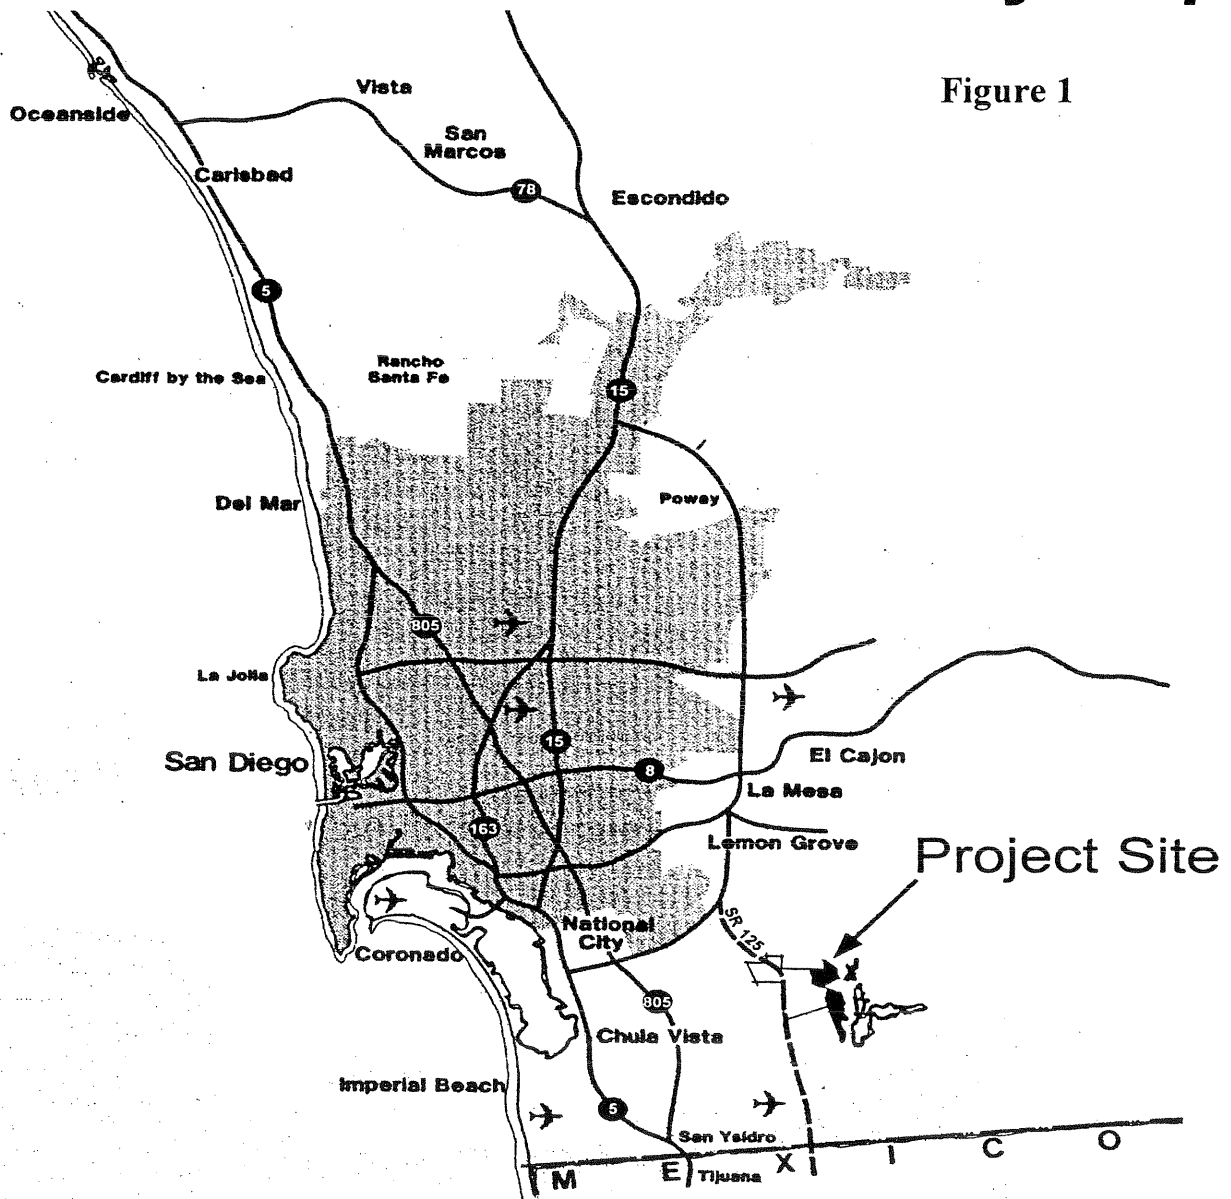 Figure 1
Vista
Oceanside
San
Marcos
Carlsbad
78
Escondido
5
Rancho
Santa Fe
Cardiff by the Sea
15
Del Mar
Poway
805
La Jolla
San Diego
15
El Cajon
8
La Mesa
163
Lemon Grove
Project Site
National
City
SR 125
Coronado
805
Chula Vista
Imperial Beach
5
San Ysidro
M E X I C O
Tijuana